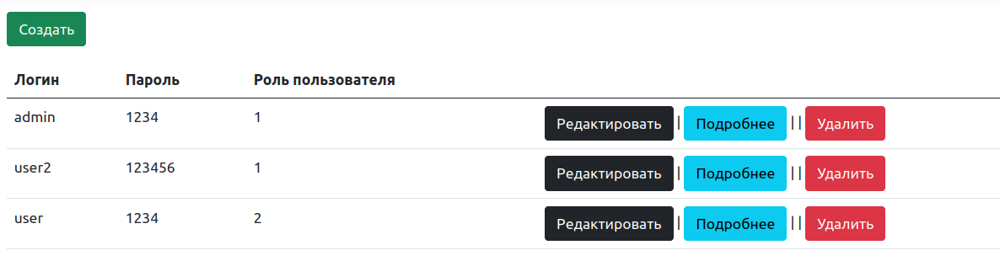 Создать
Логин Пароль Роль пользователя
admin 1234 1 Редактировать | Подробнее | | Удалить
user2 123456 1 Редактировать | Подробнее | | Удалить
user 1234 2 Редактировать | Подробнее | | Удалить